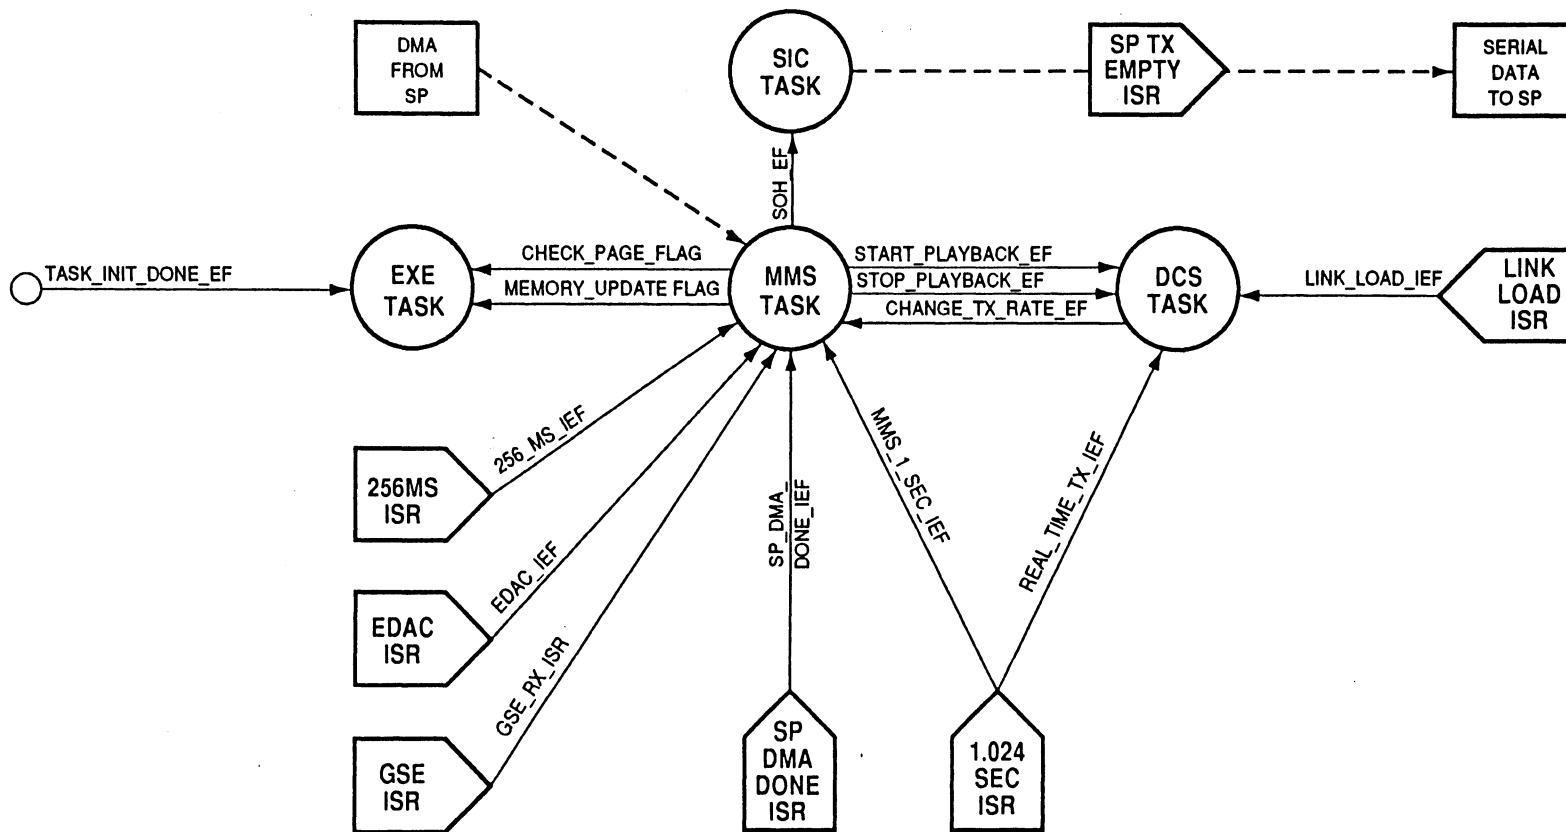 DMA
FROM
SP
SIC
TASK
SP TX
EMPTY
ISR
SERIAL
DATA
TO SP
SOH_EF
TASK_INIT_DONE_EF
EXE
TASK
CHECK_PAGE_FLAG
MEMORY_UPDATE FLAG
MMS
TASK
START_PLAYBACK_EF
STOP_PLAYBACK_EF
CHANGE_TX_RATE_EF
DCS
TASK
LINK_LOAD_IEF
LINK
LOAD
ISR
256_MS_IEF
256MS
ISR
EDAC_IEF
EDAC
ISR
GSE_RX_ISR
GSE
ISR
SP_DMA_
DONE_IEF
SP
DMA
DONE
ISR
MMS_1_SEC_IEF
REAL_TIME_TX_IEF
1.024
SEC
ISR